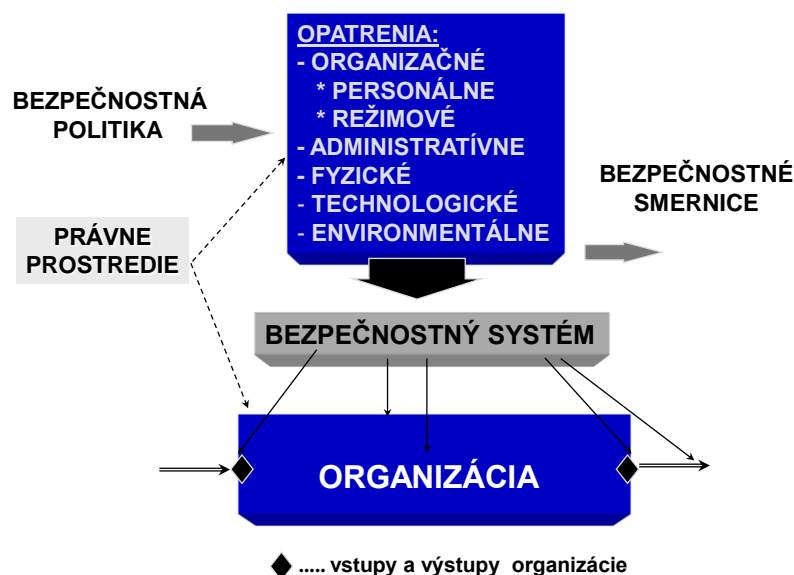 OPATRENIA:
- ORGANIZAČNÉ
* PERSONÁLNE
* REŽIMOVÉ
- ADMINISTRATÍVNE
- FYZICKÉ
- TECHNOLOGICKÉ
- ENVIRONMENTÁLNE
BEZPEČNOSTNÁ
POLITIKA
BEZPEČNOSTNÉ
SMERNICE
PRÁVNE
PROSTREDIE
BEZPEČNOSTNÝ SYSTÉM
ORGANIZÁCIA
..... vstupy a výstupy organizácie